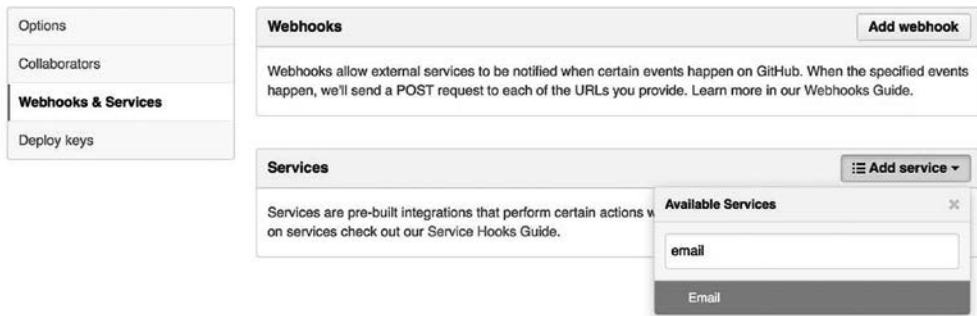 Options
Collaborators
Webhooks & Services
Deploy keys
Webhooks
Add webhook
Webhooks allow external services to be notified when certain events happen on GitHub. When the specified events
happen, we'll send a POST request to each of the URLs you provide. Learn more in our Webhooks Guide.
Services
Add service
Services are pre-built integrations that perform certain actions w
on services check out our Service Hooks Guide.
Available Services
email
Email